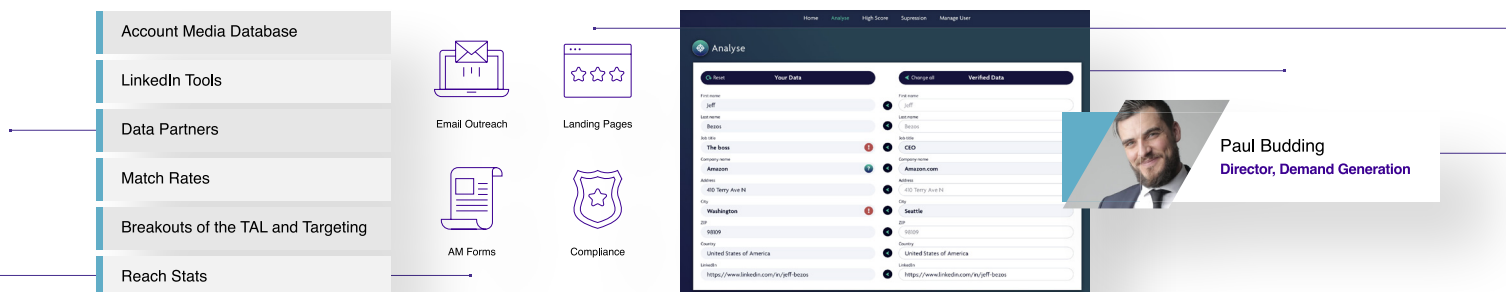 Account Media Database
LinkedIn Tools
Data Partners
Match Rates
Breakouts of the TAL and Targeting
Reach Stats
Email Outreach
Landing Pages
AM Forms
Compliance
Home Analyse High Score Supression Manage User
Analyse
Reset Your Data
Change all Verified Data
First name
jeff
First name
jeff
Last name
Bezos
Last name
Bezos
Job title
The boss
Job title
CEO
Company name
Amazon
Company name
Amazon.com
Address
410 Terry Ave N
Address
410 Terry Ave N
City
Washington
City
Seattle
ZIP
98109
ZIP
98109
Country
United States of America
Country
United States of America
LinkedIn
https://www.linkedin.com/in/jeff-bezos
LinkedIn
https://www.linkedin.com/in/jeff-bezos
Paul Budding
Director, Demand Generation